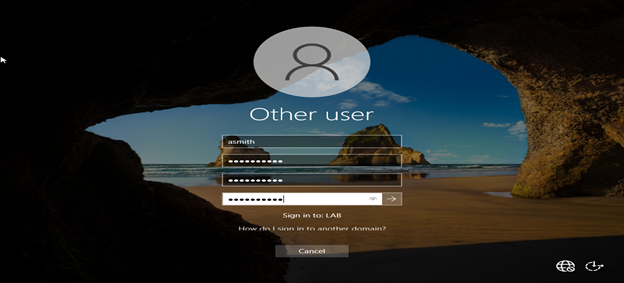 Other user
asmith
••••••••••
••••••••••
••••••••••
Sign in to: LAB
How do I sign in to another domain?
Cancel